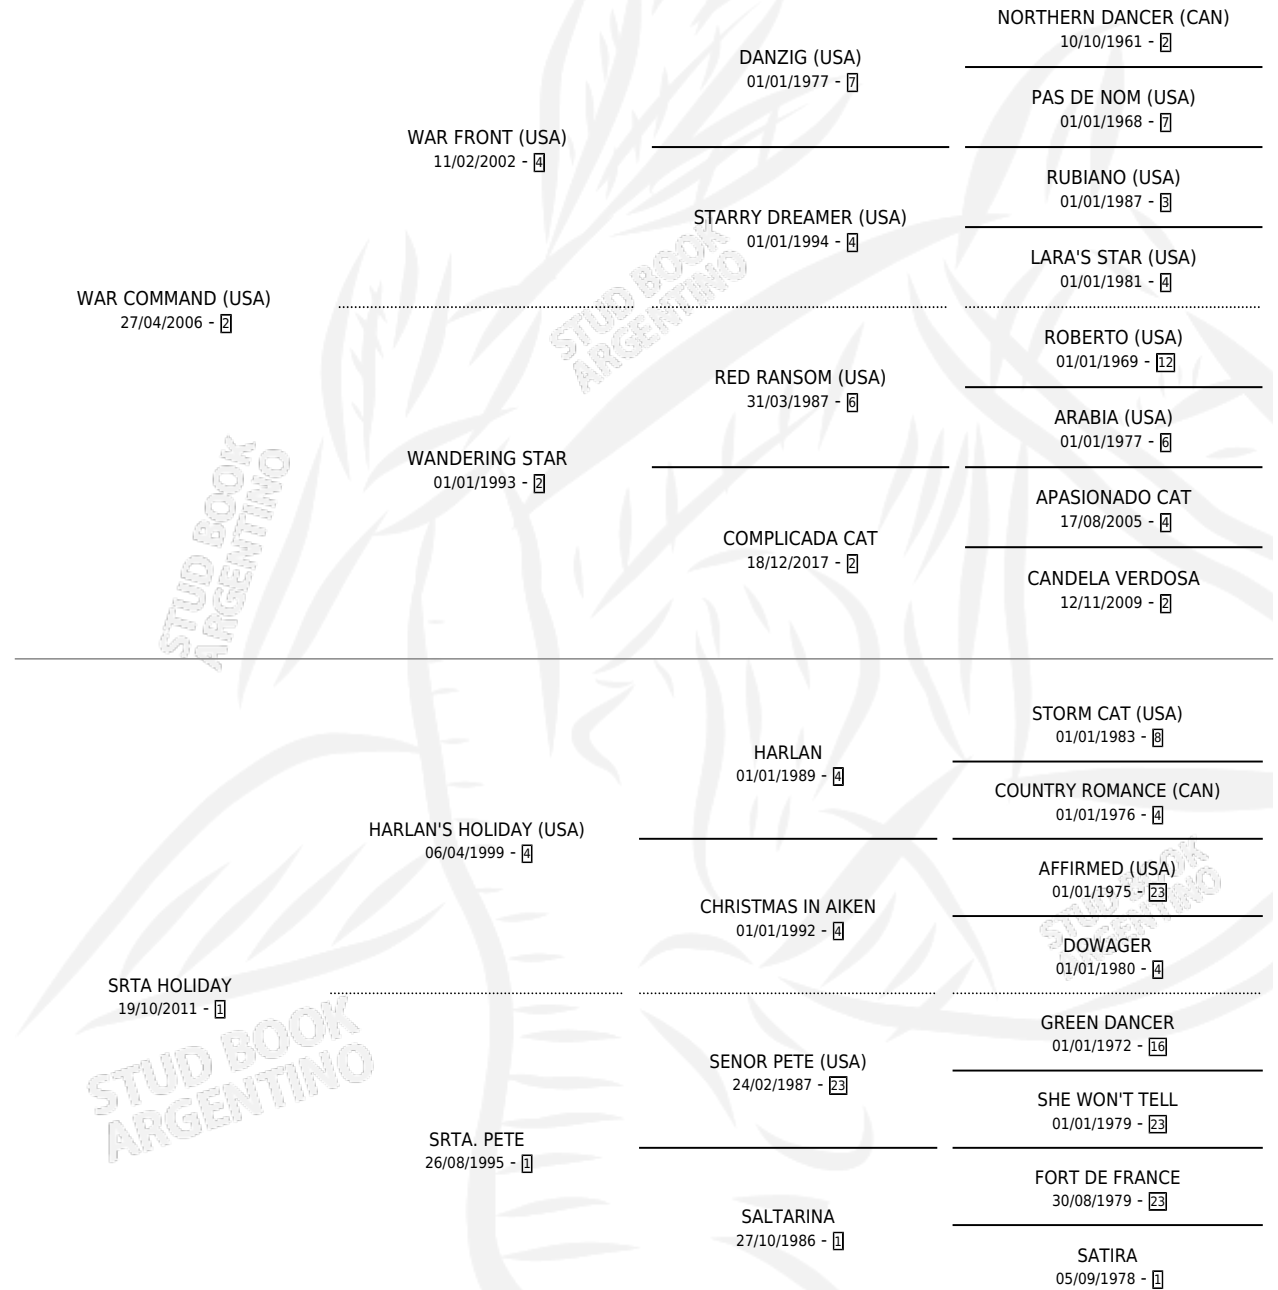 NORTHERN DANCER (CAN)
10/10/1961 - 2
DANZIG (USA)
01/01/1977 - 7
PAS DE NOM (USA)
01/01/1968 - 7
WAR FRONT (USA)
11/02/2002 - 4
RUBIANO (USA)
01/01/1987 - 3
STARRY DREAMER (USA)
01/01/1994 - 4
LARA'S STAR (USA)
01/01/1981 - 4
WAR COMMAND (USA)
27/04/2006 - 2
ROBERTO (USA)
01/01/1969 - 12
RED RANSOM (USA)
31/03/1987 - 6
ARABIA (USA)
01/01/1977 - 6
WANDERING STAR
01/01/1993 - 2
APASIONADO CAT
17/08/2005 - 4
COMPLICADA CAT
18/12/2017 - 2
CANDELA VERDOSA
12/11/2009 - 2
STORM CAT (USA)
01/01/1983 - 8
HARLAN
01/01/1989 - 4
COUNTRY ROMANCE (CAN)
01/01/1976 - 4
HARLAN'S HOLIDAY (USA)
06/04/1999 - 4
AFFIRMED (USA)
01/01/1975 - 23
CHRISTMAS IN AIKEN
01/01/1992 - 4
DOWAGER
01/01/1980 - 4
SRTA HOLIDAY
19/10/2011 - 1
GREEN DANCER
01/01/1972 - 16
SENOR PETE (USA)
24/02/1987 - 23
SHE WON'T TELL
01/01/1979 - 23
SRTA. PETE
26/08/1995 - 1
FORT DE FRANCE
30/08/1979 - 23
SALTARINA
27/10/1986 - 1
SATIRA
05/09/1978 - 1
STUD BOOK
ARGENTINO
STUD BOOK
ARGENTINO
STUD BOOK
ARGENTINO
STUD BOOK
ARGENTINO